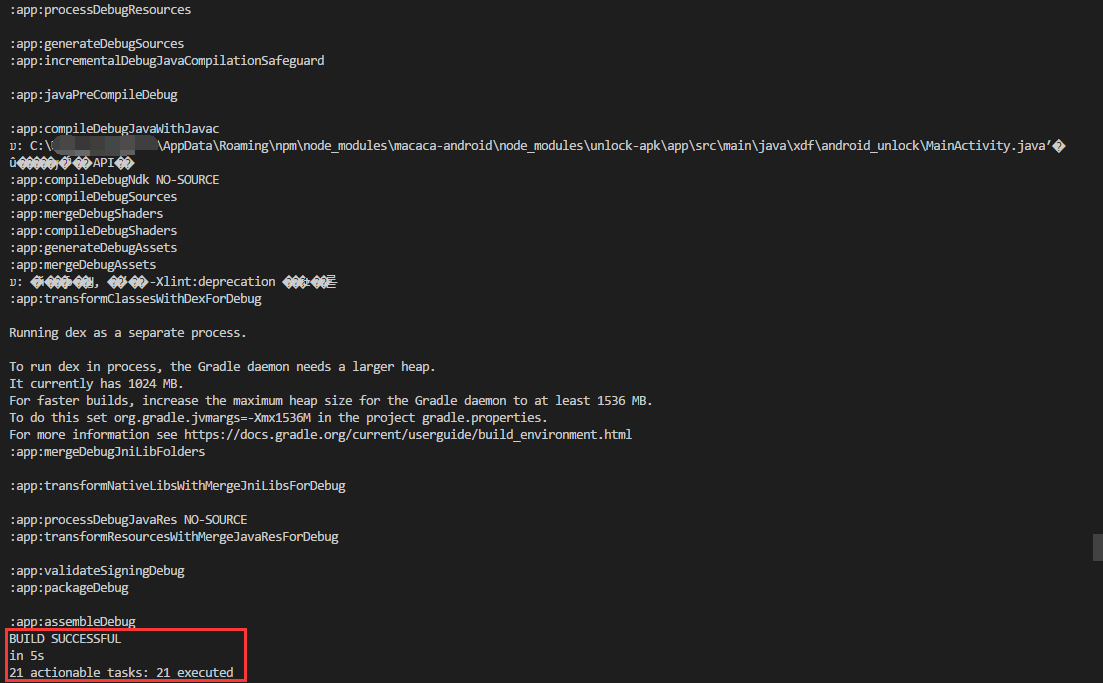 :app:processDebugResources
:app:generateDebugSources
:app:incrementalDebugJavaCompilationSafeguard
:app:javaPreCompileDebug
:app:compileDebugJavaWithJavac
C:\ \AppData\Roaming\npm\node_modules\macaca-android\node_modules\unlock-apk\app\src\main\java\xdf\android_unlock\MainActivity.java
API
:app:compileDebugNdk NO-SOURCE
:app:compileDebugSources
:app:mergeDebugShaders
:app:compileDebugShaders
:app:generateDebugAssets
:app:mergeDebugAssets
-Xlint:deprecation
:app:transformClassesWithDexForDebug
Running dex as a separate process.
To run dex in process, the Gradle daemon needs a larger heap.
It currently has 1024 MB.
For faster builds, increase the maximum heap size for the Gradle daemon to at least 1536 MB.
To do this set org.gradle.jvmargs=-Xmx1536M in the project gradle.properties.
For more information see https://docs.gradle.org/current/userguide/build_environment.html
:app:mergeDebugJniLibFolders
:app:transformNativeLibsWithMergeJniLibsForDebug
:app:processDebugJavaRes NO-SOURCE
:app:transformResourcesWithMergeJavaResForDebug
:app:validateSigningDebug
:app:packageDebug
:app:assembleDebug
BUILD SUCCESSFUL
in 5s
21 actionable tasks: 21 executed